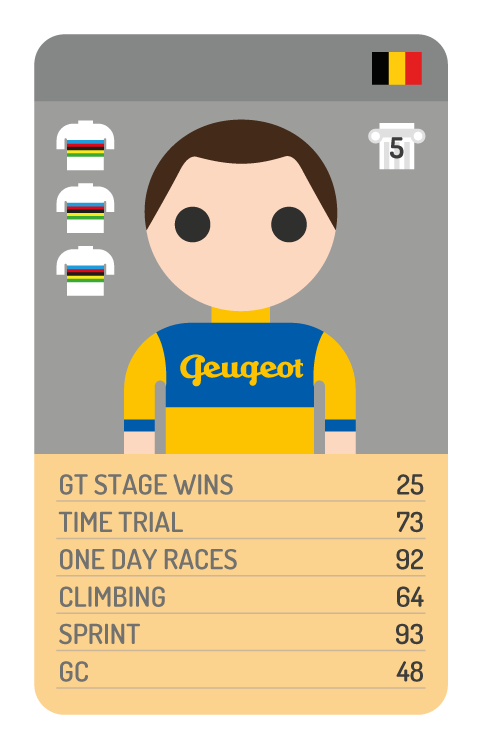 5
Peugeot
GT STAGE WINS 25
TIME TRIAL 73
ONE DAY RACES 92
CLIMBING 64
SPRINT 93
GC 48